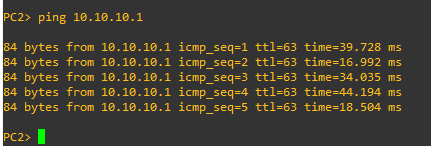 PC2> ping 10.10.10.1
84 bytes from 10.10.10.1 icmp_seq=1 ttl=63 time=39.728 ms
84 bytes from 10.10.10.1 icmp_seq=2 ttl=63 time=16.992 ms
84 bytes from 10.10.10.1 icmp_seq=3 ttl=63 time=34.035 ms
84 bytes from 10.10.10.1 icmp_seq=4 ttl=63 time=44.194 ms
84 bytes from 10.10.10.1 icmp_seq=5 ttl=63 time=18.504 ms
PC2>